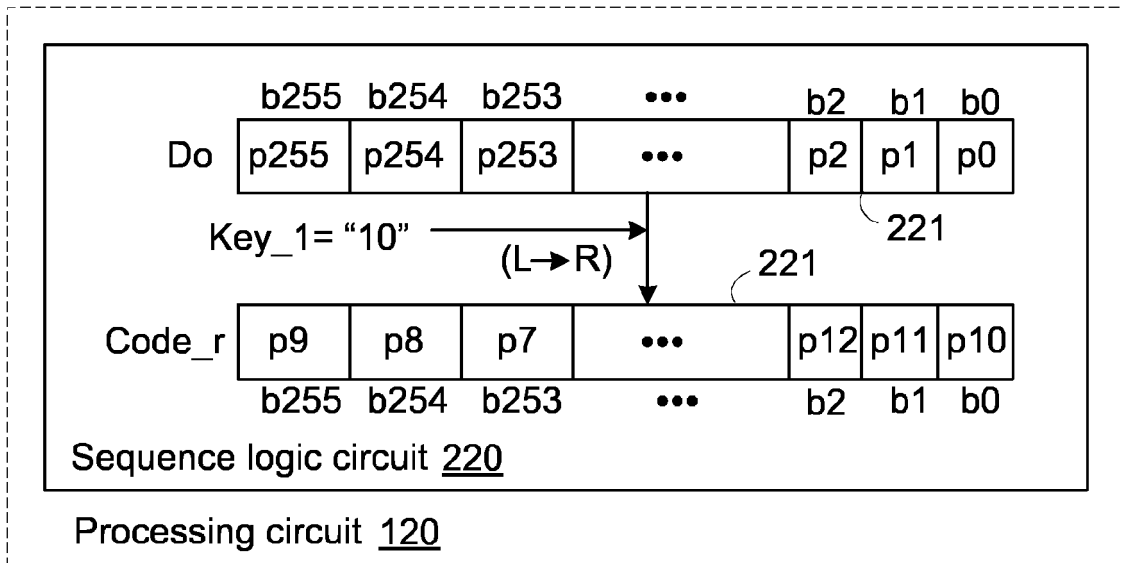 b255 b254 b253 ••• b2 b1 b0
Do p255 p254 p253 ••• p2 p1 p0
221
Key_1= “10”
(L→R)
221
Code_r p9 p8 p7 ••• p12 p11 p10
b255 b254 b253 ••• b2 b1 b0
Sequence logic circuit 220
Processing circuit 120